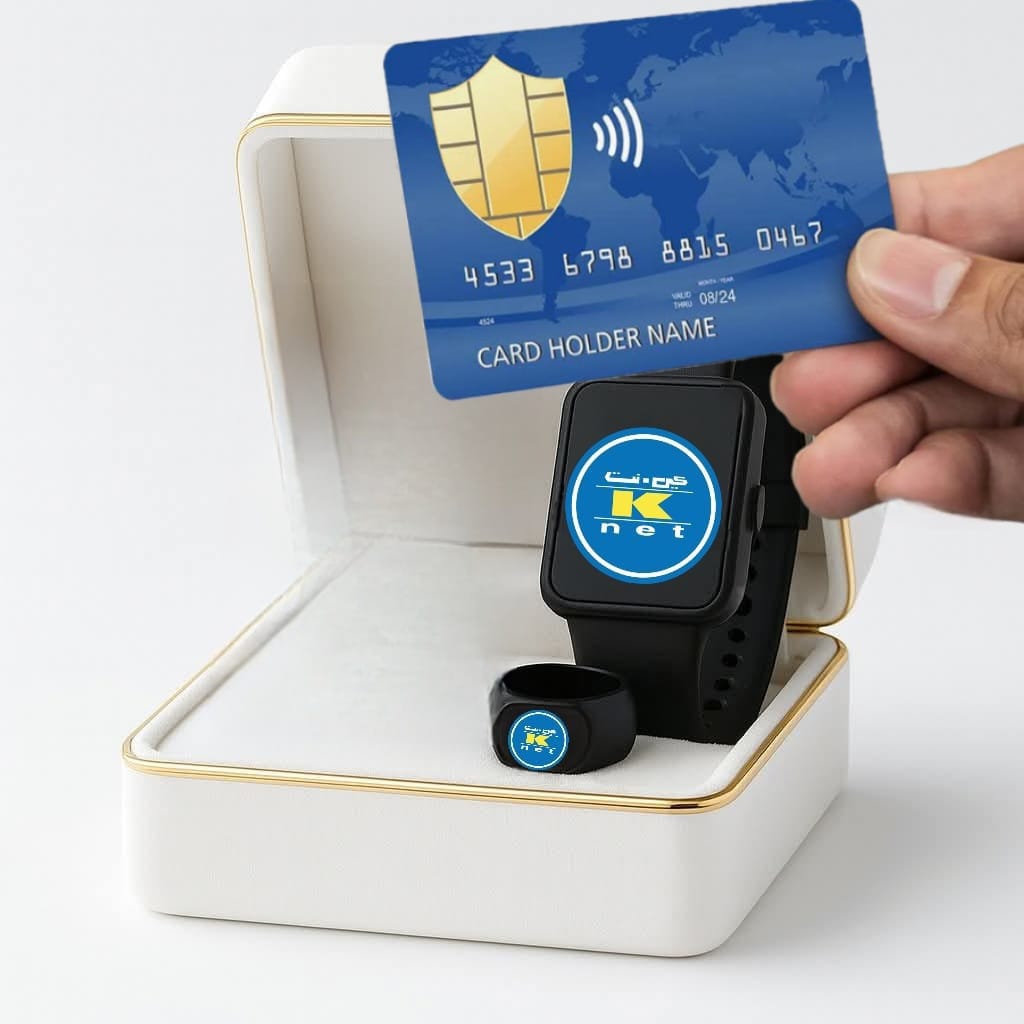 4533 6798 8815 0467
MONTH / YEAR
VALID THRU 08/24
4524
CARD HOLDER NAME
كي.نت
K
net
كي.نت
K
net